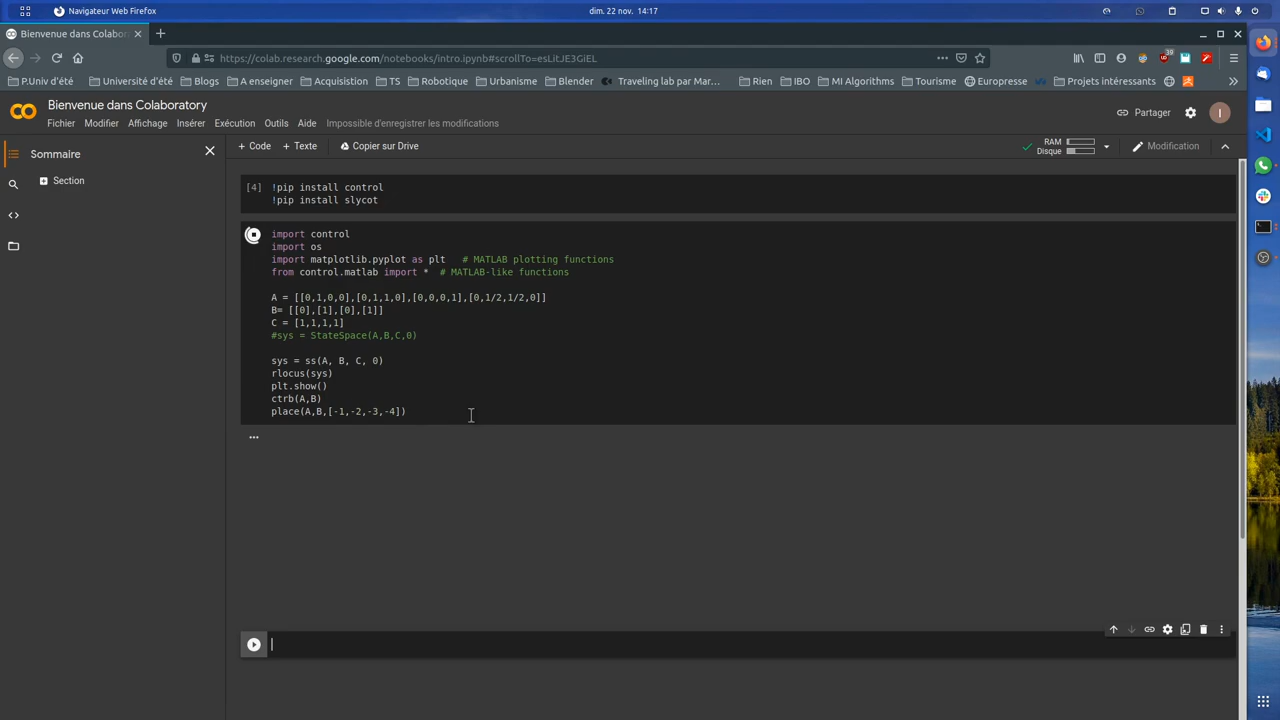 Navigateur Web Firefox
dim. 22 nov. 14:17
Bienvenue dans Colabora
https://colab.research.google.com/notebooks/intro.ipynb#scrollTo=esLitJE3GiEL
39
P.Univ d'été Université d'été Blogs A enseigner Acquisistion TS Robotique Urbanisme Blender Traveling lab par Mar… Rien IBO MI Algorithms Tourisme Europresse Projets intéressants
Bienvenue dans Colaboratory
Partager
I
Fichier Modifier Affichage Insérer Exécution Outils Aide Impossible d'enregistrer les modifications
+ Code + Texte Copier sur Drive
RAM
Disque
Modification
Sommaire
Section
[4] !pip install control
!pip install slycot
import control
import os
import matplotlib.pyplot as plt # MATLAB plotting functions
from control.matlab import * # MATLAB-like functions
A = [[0,1,0,0],[0,1,1,0],[0,0,0,1],[0,1/2,1/2,0]]
B= [[0],[1],[0],[1]]
C = [1,1,1,1]
#sys = StateSpace(A,B,C,0)
sys = ss(A, B, C, 0)
rlocus(sys)
plt.show()
ctrb(A,B)
place(A,B,[-1,-2,-3,-4])